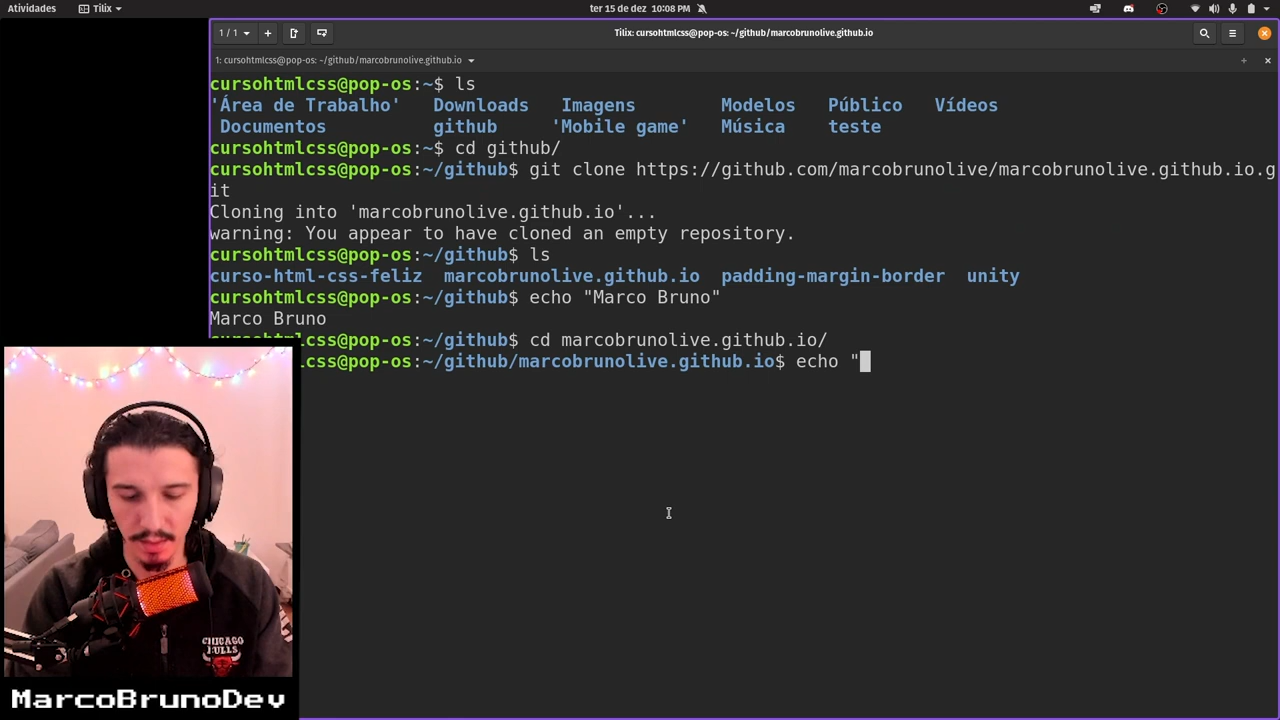 Atividades
Tilix
ter 15 de dez 10:08 PM
1 / 1
Tilix: cursohtmlcss@pop-os: ~/github/marcobrunolive.github.io
1: cursohtmlcss@pop-os: ~/github/marcobrunolive.github.io
cursohtmlcss@pop-os:~$ ls
'Área de Trabalho' Downloads Imagens Modelos Público Vídeos
Documentos github 'Mobile game' Música teste
cursohtmlcss@pop-os:~$ cd github/
cursohtmlcss@pop-os:~/github$ git clone https://github.com/marcobrunolive/marcobrunolive.github.io.g
it
Cloning into 'marcobrunolive.github.io'...
warning: You appear to have cloned an empty repository.
cursohtmlcss@pop-os:~/github$ ls
curso-html-css-feliz marcobrunolive.github.io padding-margin-border unity
cursohtmlcss@pop-os:~/github$ echo "Marco Bruno"
Marco Bruno
cursohtmlcss@pop-os:~/github$ cd marcobrunolive.github.io/
lcss@pop-os:~/github/marcobrunolive.github.io$ echo "
CHICAGO
BULLS
MarcoBrunoDev